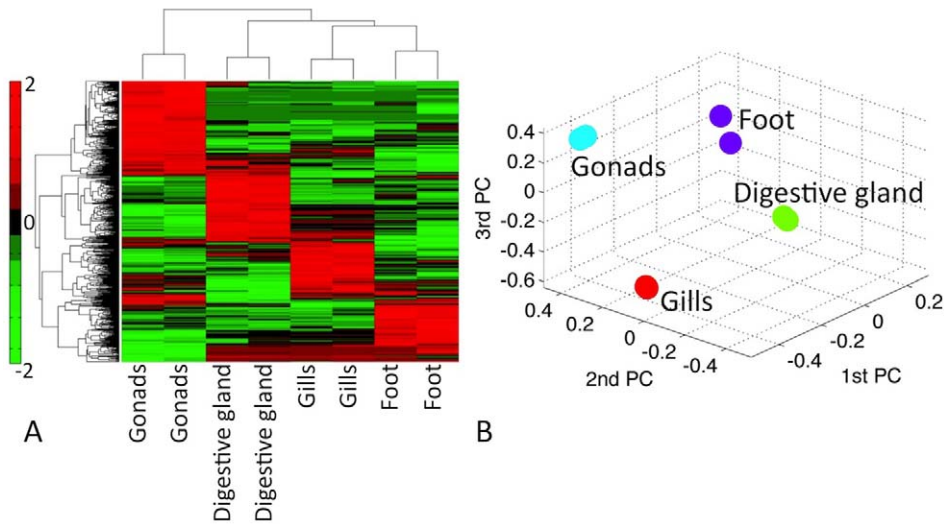 2
0
-2
Gonads
Gonads
Digestive gland
Digestive gland
Gills
Gills
Foot
Foot
A
0.4
0.2
0
-0.2
-0.4
-0.6
3rd PC
Foot
Gonads
Digestive gland
Gills
0.4
0.2
0
-0.2
-0.4
2nd PC
-0.4
-0.2
0
0.2
1st PC
B